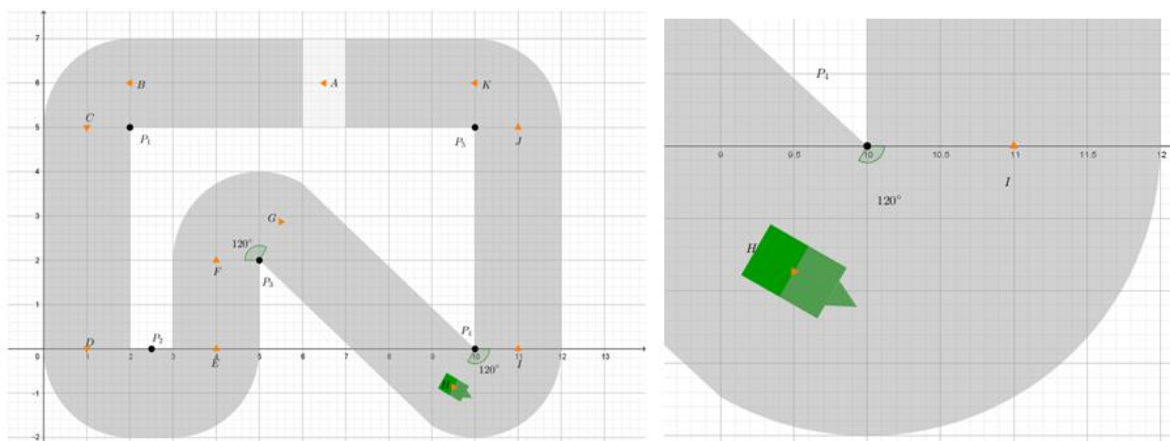 7
6 B A K
C
5 P₁ P₅ J
4
3 G
120°
2 F P₃
1
D P₂ P₄
0 1 2 3 4 5 6 7 8 9 10 11 12 13
E 120° I
-1
-2
P₄
9 9.5 10 10.5 11 11.5 12
I
120°
H